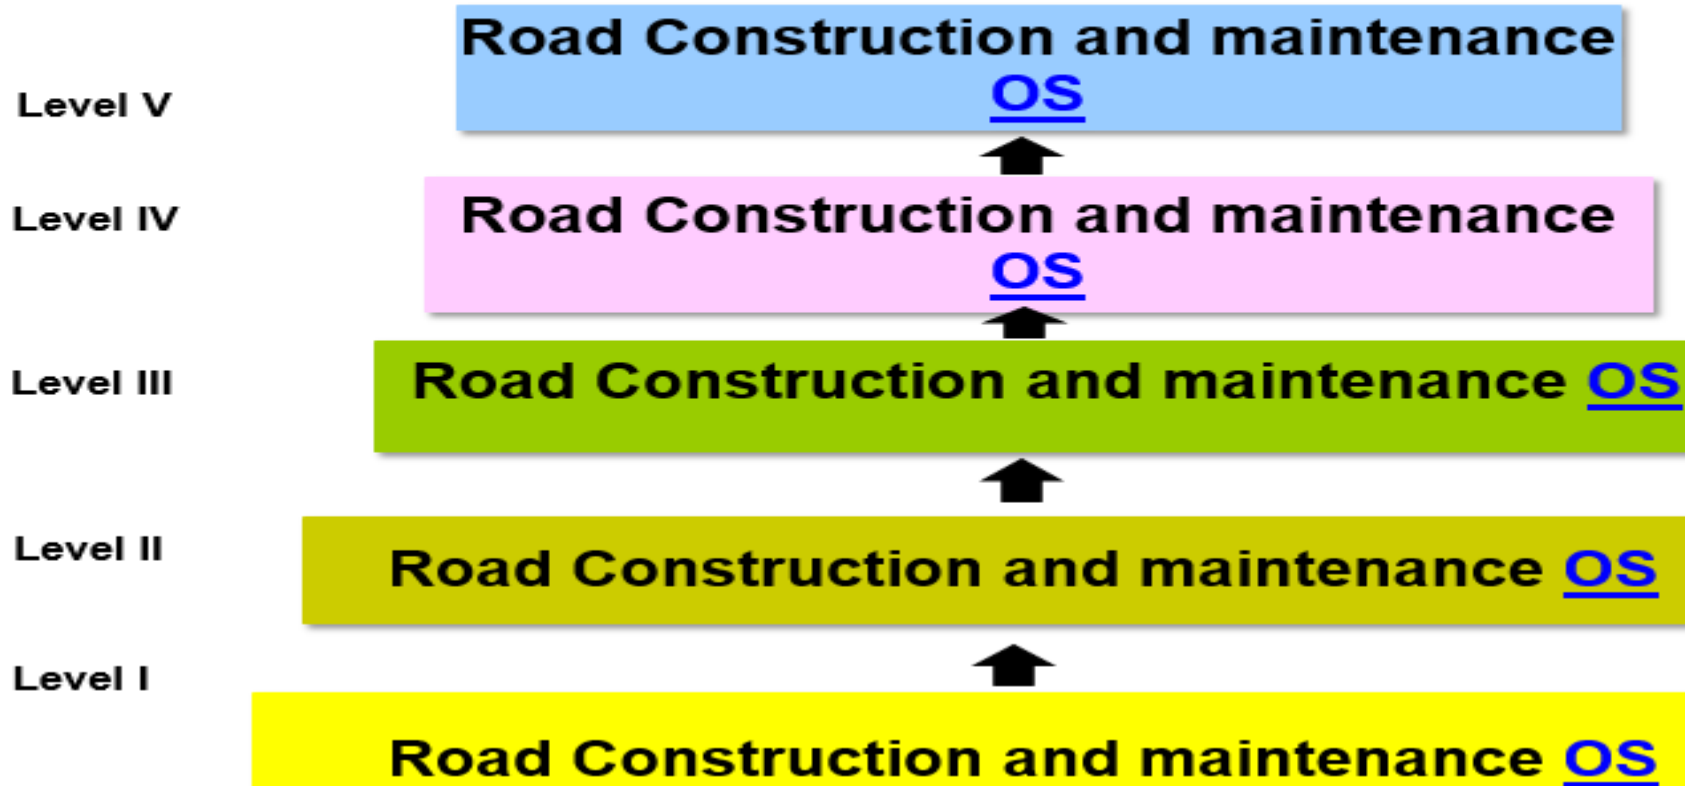 Road Construction and maintenance
OS
Level V
Level IV
Road Construction and maintenance
OS
Level III
Road Construction and maintenance OS
Level II
Road Construction and maintenance OS
Level I
Road Construction and maintenance OS